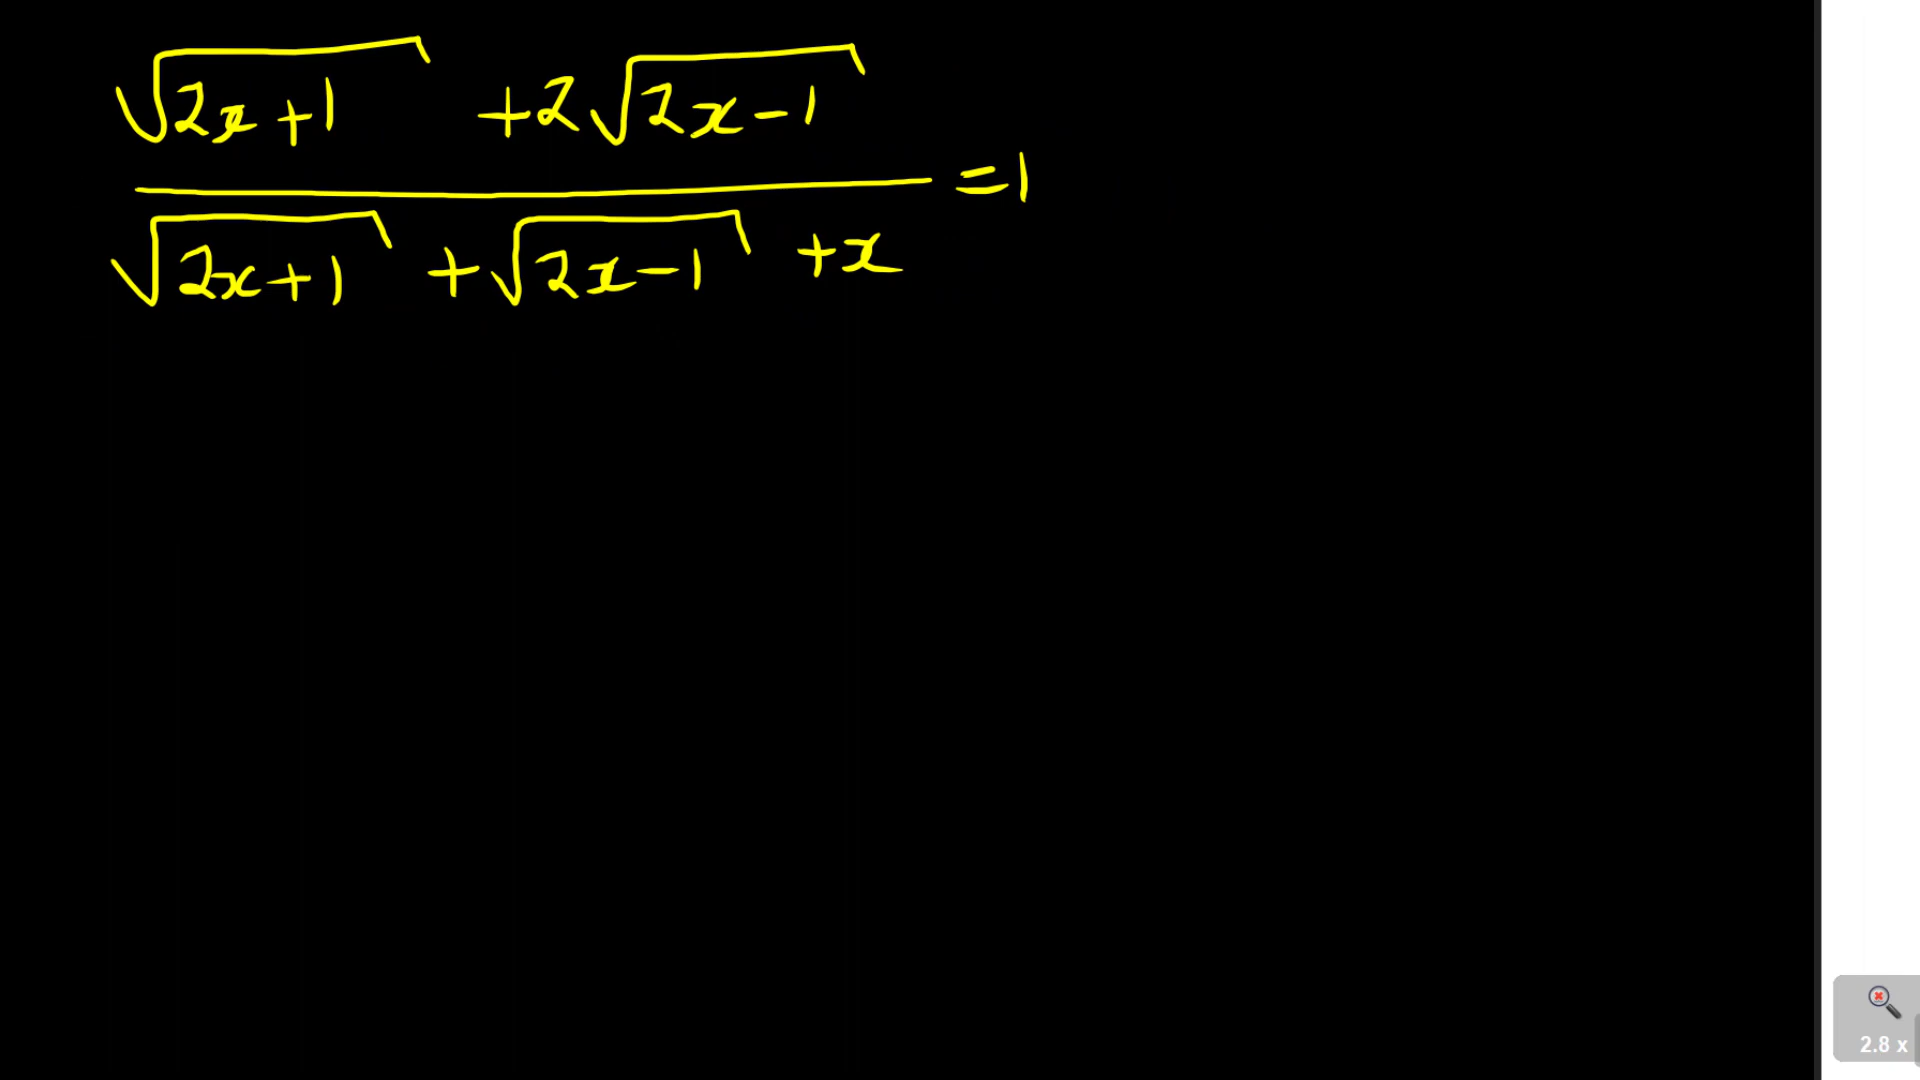 √2x+1 +2√2x-1
=1
√2x+1 +√2x-1 +x
2.8 x